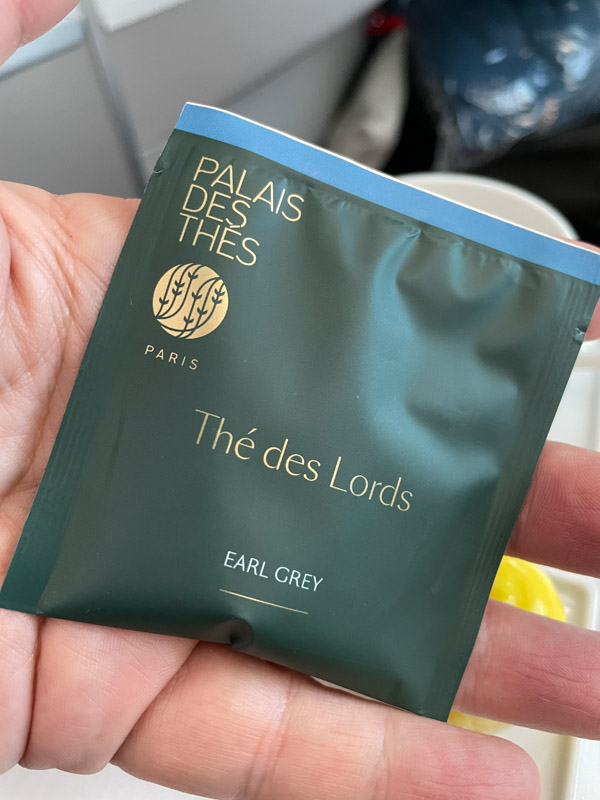 PALAIS
DES
THÉS
PARIS
Thé des Lords
EARL GREY